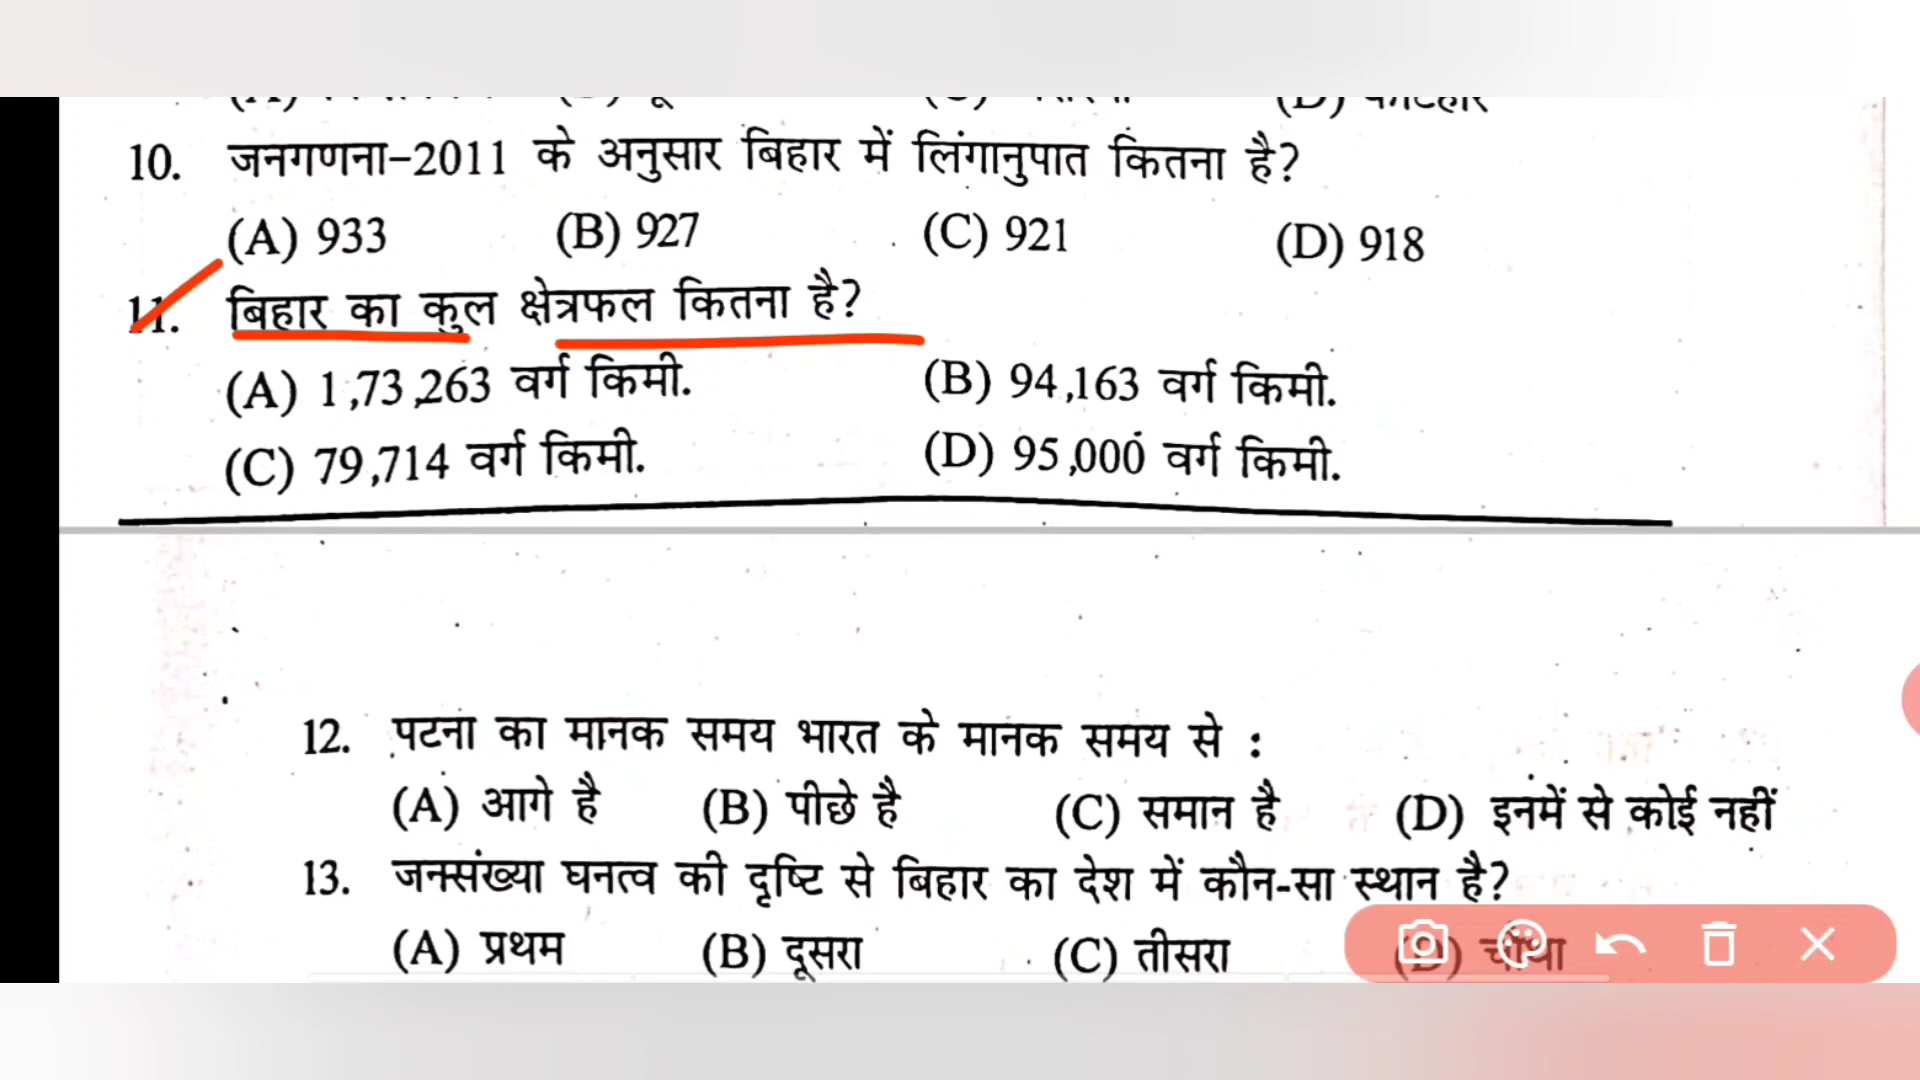 10. जनगणना-2011 के अनुसार बिहार में लिंगानुपात कितना है?
(A) 933 (B) 927 (C) 921 (D) 918
11. बिहार का कुल क्षेत्रफल कितना है?
(A) 1,73,263 वर्ग किमी. (B) 94,163 वर्ग किमी.
(C) 79,714 वर्ग किमी. (D) 95,000 वर्ग किमी.
12. पटना का मानक समय भारत के मानक समय से :
(A) आगे है (B) पीछे है (C) समान है (D) इनमें से कोई नहीं
13. जनसंख्या घनत्व की दृष्टि से बिहार का देश में कौन-सा स्थान है?
(A) प्रथम (B) दूसरा (C) तीसरा (D) चौथा